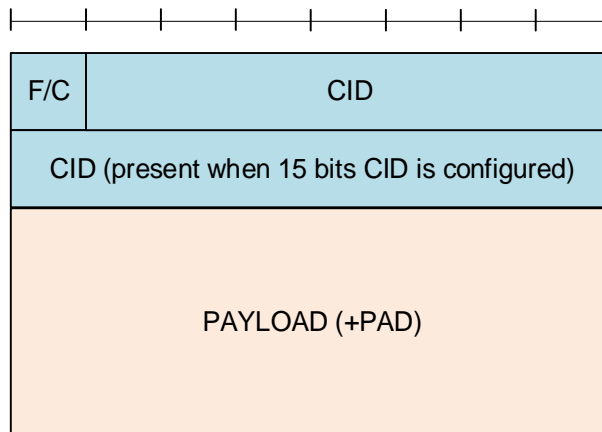 F/C CID
CID (present when 15 bits CID is configured)
PAYLOAD (+PAD)